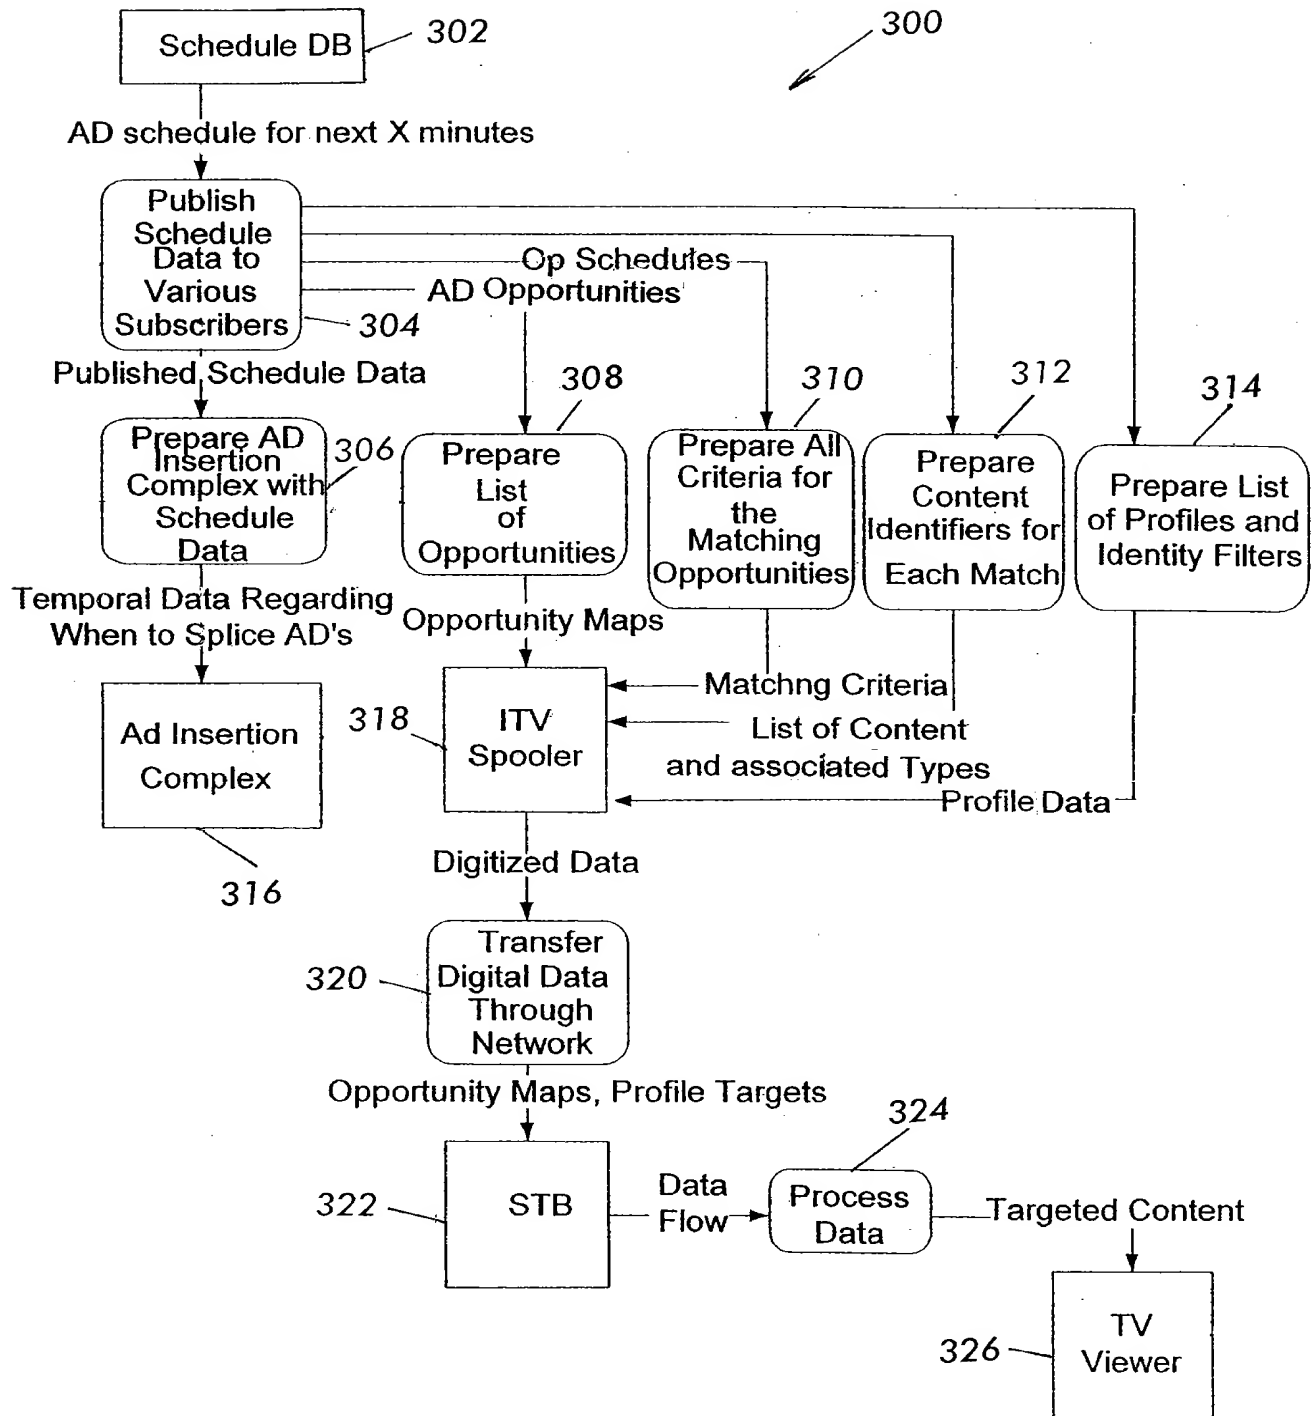 300
Schedule DB
302
AD schedule for next X minutes
Publish
Schedule
Data to
Various
Subscribers
304
Op Schedules
AD Opportunities
Published Schedule Data
308
310
312
314
Prepare AD
Insertion
Complex with
Schedule
Data
306
Prepare
List
of
Opportunities
Prepare All
Criteria for
the
Matching
Opportunities
Prepare
Content
Identifiers for
Each Match
Prepare List
of Profiles and
Identity Filters
Temporal Data Regarding
When to Splice AD's
Opportunity Maps
Ad Insertion
Complex
316
318
ITV
Spooler
Matchng Criteria
List of Content
and associated Types
Profile Data
Digitized Data
320
Transfer
Digital Data
Through
Network
Opportunity Maps, Profile Targets
322
STB
Data
Flow
324
Process
Data
Targeted Content
326
TV
Viewer